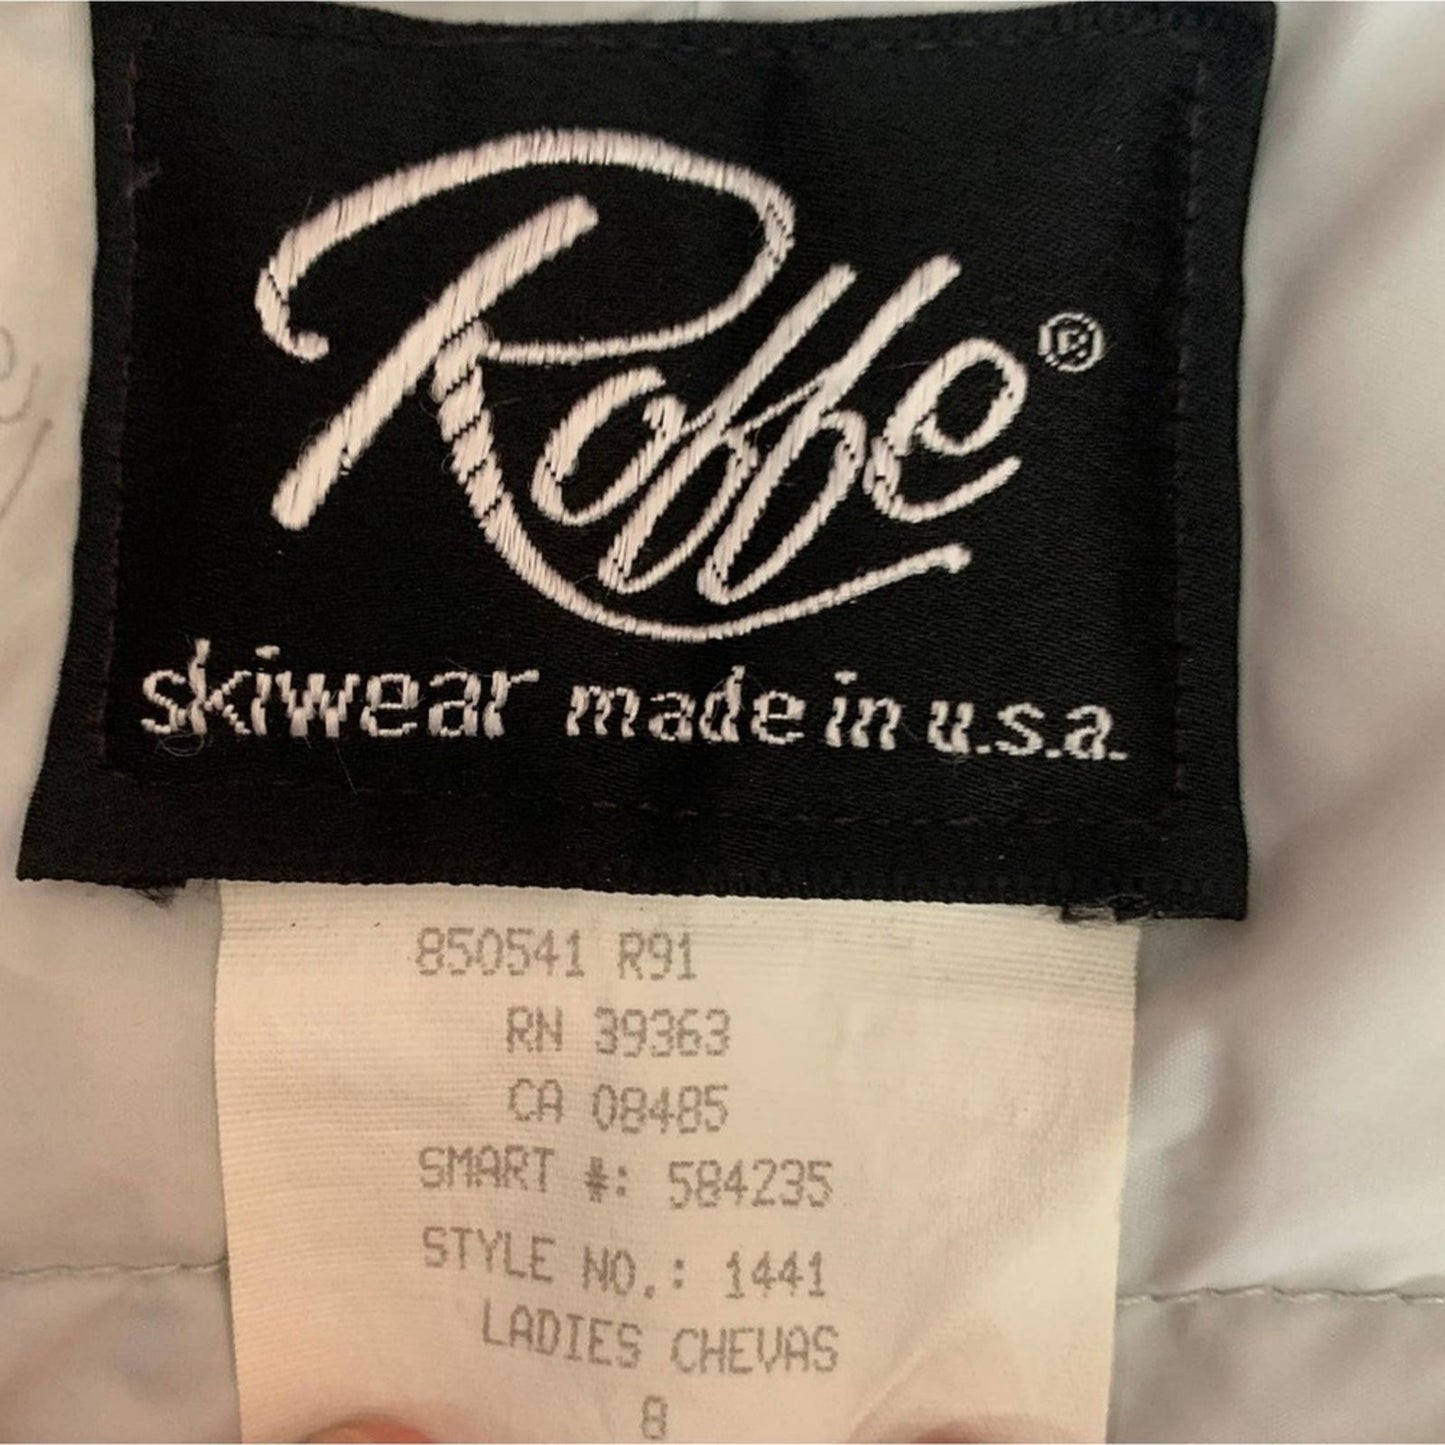 Roffe®
skiwear made in u.s.a.
850541 R91
RN 39363
CA 08485
SMART #: 584235
STYLE NO.: 1441
LADIES CHEVAS
8